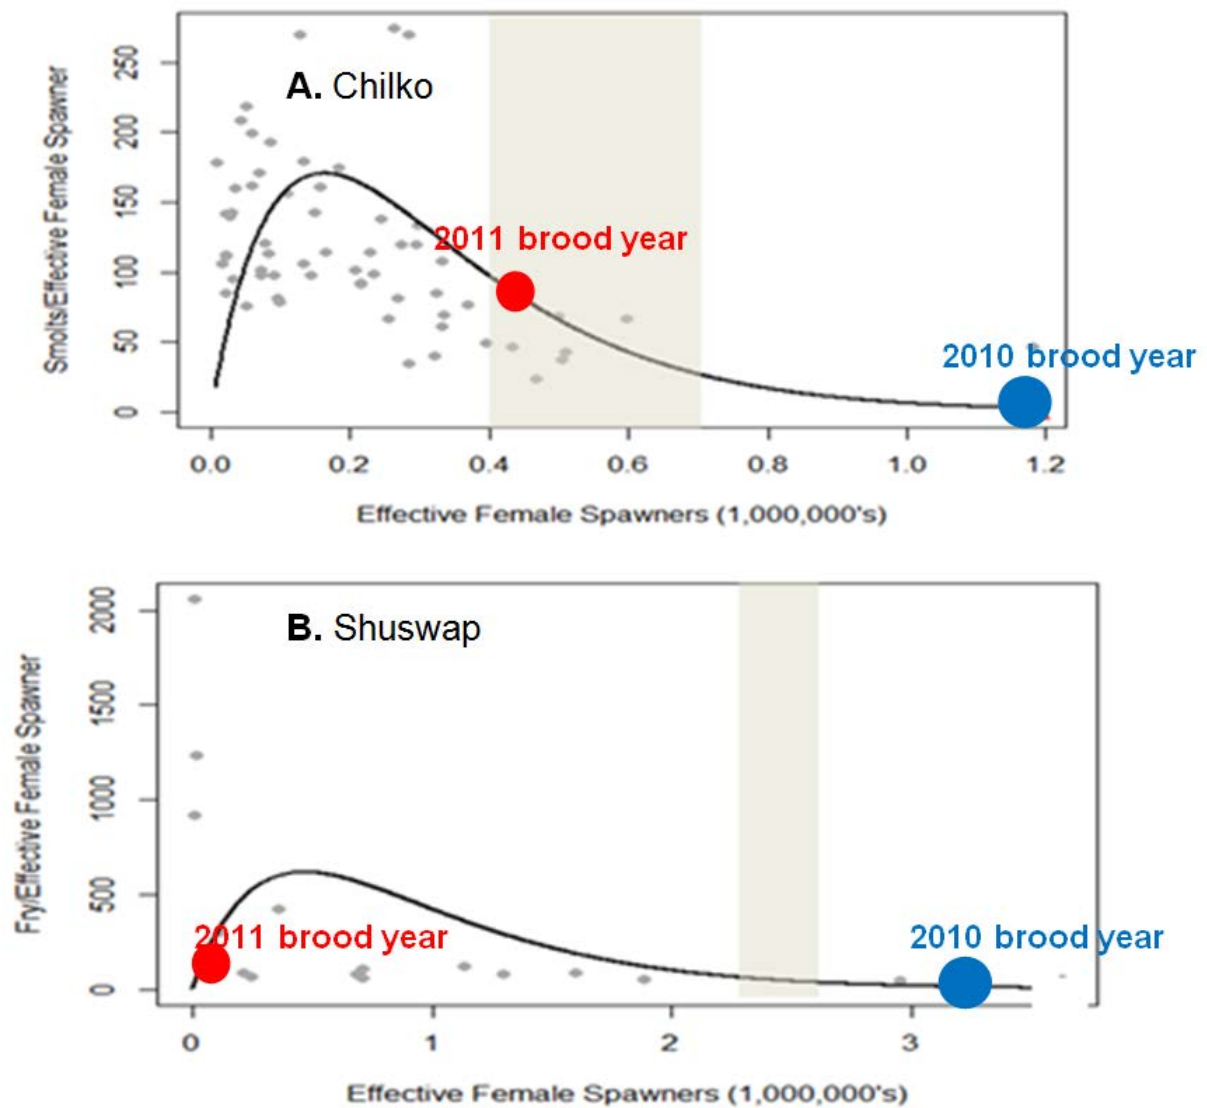 A. Chilko
Smolts/Effective Female Spawner
250
200
150
100
50
0
2011 brood year
2010 brood year
0.0 0.2 0.4 0.6 0.8 1.0 1.2
Effective Female Spawners (1,000,000's)
B. Shuswap
Fry/Effective Female Spawner
2000
1500
1000
500
0
2011 brood year
2010 brood year
0 1 2 3
Effective Female Spawners (1,000,000's)